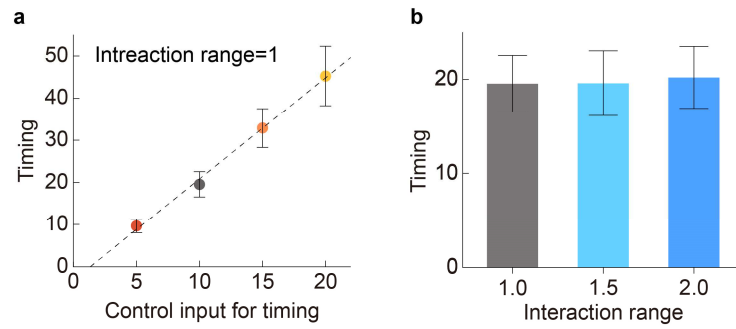 a
Intreaction range=1
Timing
50
40
30
20
10
0
0 5 10 15 20
Control input for timing
b
Timing
20
10
0
1.0 1.5 2.0
Interaction range